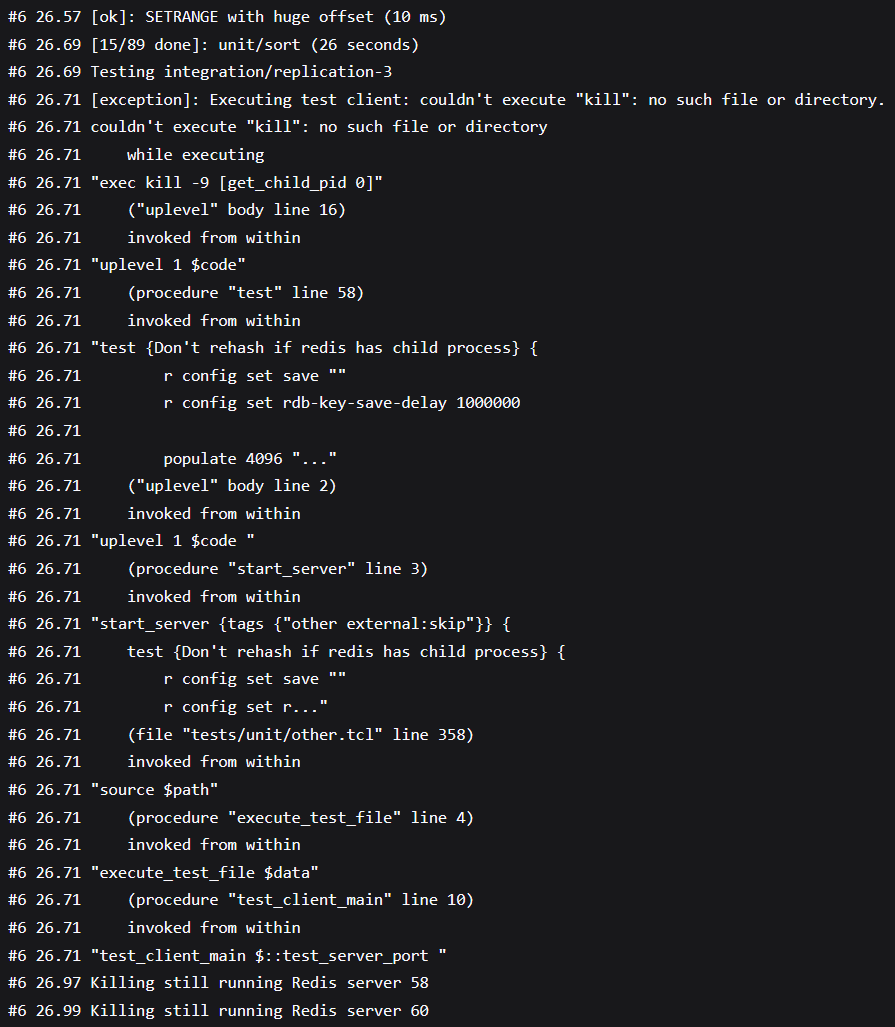 #6 26.57 [ok]: SETRANGE with huge offset (10 ms)
#6 26.69 [15/89 done]: unit/sort (26 seconds)
#6 26.69 Testing integration/replication-3
#6 26.71 [exception]: Executing test client: couldn't execute "kill": no such file or directory.
#6 26.71 couldn't execute "kill": no such file or directory
#6 26.71     while executing
#6 26.71 "exec kill -9 [get_child_pid 0]"
#6 26.71     ("uplevel" body line 16)
#6 26.71     invoked from within
#6 26.71 "uplevel 1 $code"
#6 26.71     (procedure "test" line 58)
#6 26.71     invoked from within
#6 26.71 "test {Don't rehash if redis has child process} {
#6 26.71         r config set save ""
#6 26.71         r config set rdb-key-save-delay 1000000
#6 26.71
#6 26.71         populate 4096 "..."
#6 26.71     ("uplevel" body line 2)
#6 26.71     invoked from within
#6 26.71 "uplevel 1 $code "
#6 26.71     (procedure "start_server" line 3)
#6 26.71     invoked from within
#6 26.71 "start_server {tags {"other external:skip"}} {
#6 26.71     test {Don't rehash if redis has child process} {
#6 26.71         r config set save ""
#6 26.71         r config set r..."
#6 26.71     (file "tests/unit/other.tcl" line 358)
#6 26.71     invoked from within
#6 26.71 "source $path"
#6 26.71     (procedure "execute_test_file" line 4)
#6 26.71     invoked from within
#6 26.71 "execute_test_file $data"
#6 26.71     (procedure "test_client_main" line 10)
#6 26.71     invoked from within
#6 26.71 "test_client_main $::test_server_port "
#6 26.97 Killing still running Redis server 58
#6 26.99 Killing still running Redis server 60